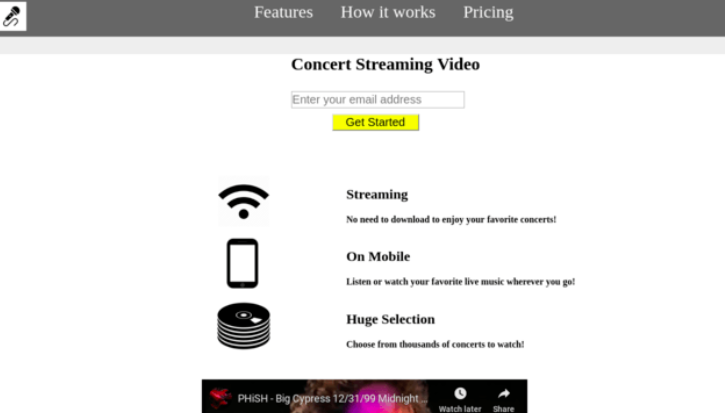 Features How it works Pricing
Concert Streaming Video
Enter your email address
Get Started
Streaming
No need to download to enjoy your favorite concerts!
On Mobile
Listen or watch your favorite live music wherever you go!
Huge Selection
Choose from thousands of concerts to watch!
PHiSH - Big Cypress 12/31/99 Midnight ...
Watch later Share